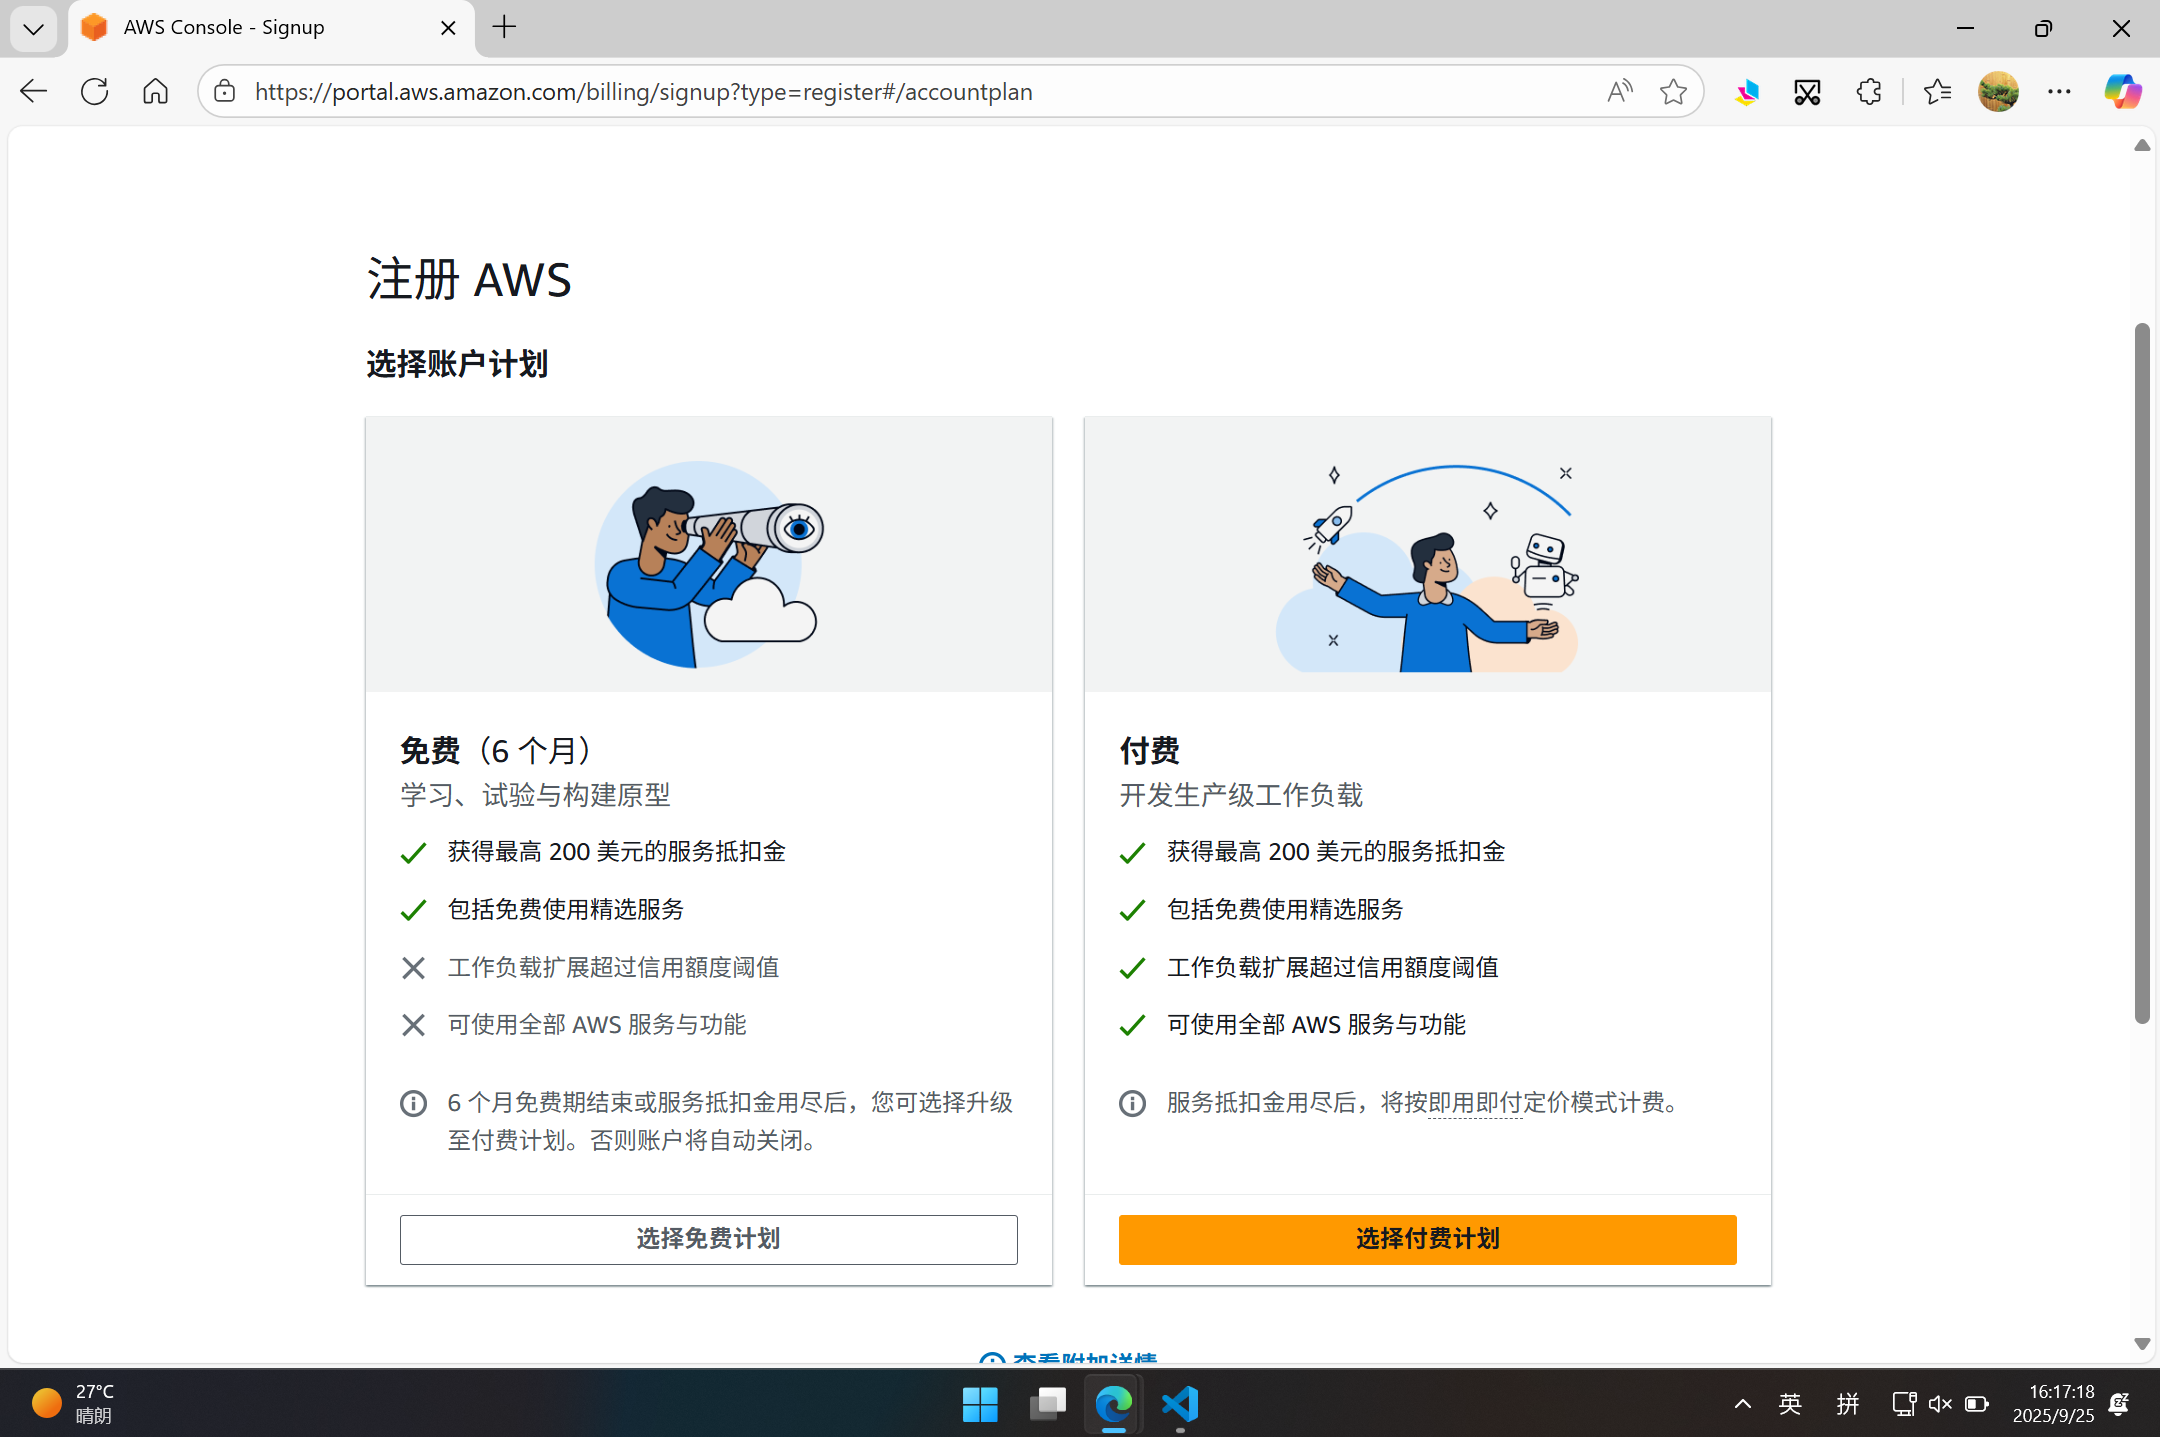 AWS Console - Signup
https://portal.aws.amazon.com/billing/signup?type=register#/accountplan
注册 AWS
选择账户计划
免费（6 个月）
学习、试验与构建原型
获得最高 200 美元的服务抵扣金
包括免费使用精选服务
工作负载扩展超过信用額度阈值
可使用全部 AWS 服务与功能
6 个月免费期结束或服务抵扣金用尽后，您可选择升级
至付费计划。否则账户将自动关闭。
选择免费计划
付费
开发生产级工作负载
获得最高 200 美元的服务抵扣金
包括免费使用精选服务
工作负载扩展超过信用額度阈值
可使用全部 AWS 服务与功能
服务抵扣金用尽后，将按即用即付定价模式计费。
选择付费计划
查看附加详情
27°C
晴朗
英
拼
16:17:18
2025/9/25